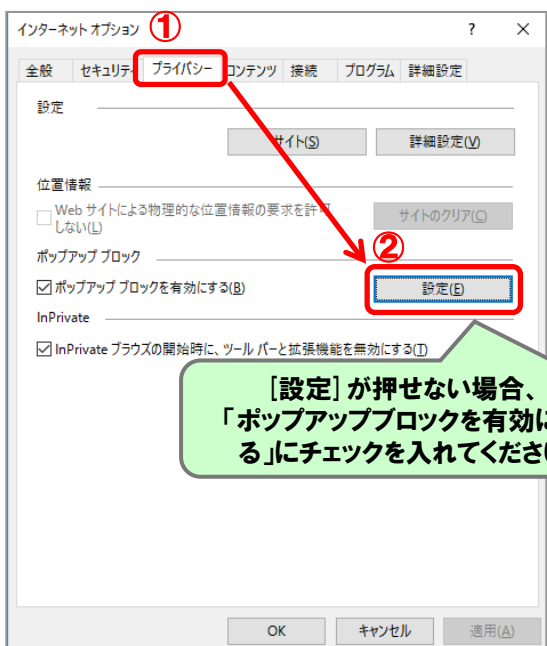 インターネット オプション ① ? ×
全般 セキュリティ プライバシー コンテンツ 接続 プログラム 詳細設定
設定
サイト(S) 詳細設定(V)
位置情報
Web サイトによる物理的な位置情報の要求を許可
しない(L)
サイトのクリア(C)
ポップアップ ブロック
②
ポップアップ ブロックを有効にする(B) 設定(E)
InPrivate
InPrivate ブラウズの開始時に、ツール バーと拡張機能を無効にする(T)
[設定] が押せない場合、
「ポップアップブロックを有効に
る」にチェックを入れてくださ
OK キャンセル 適用(A)